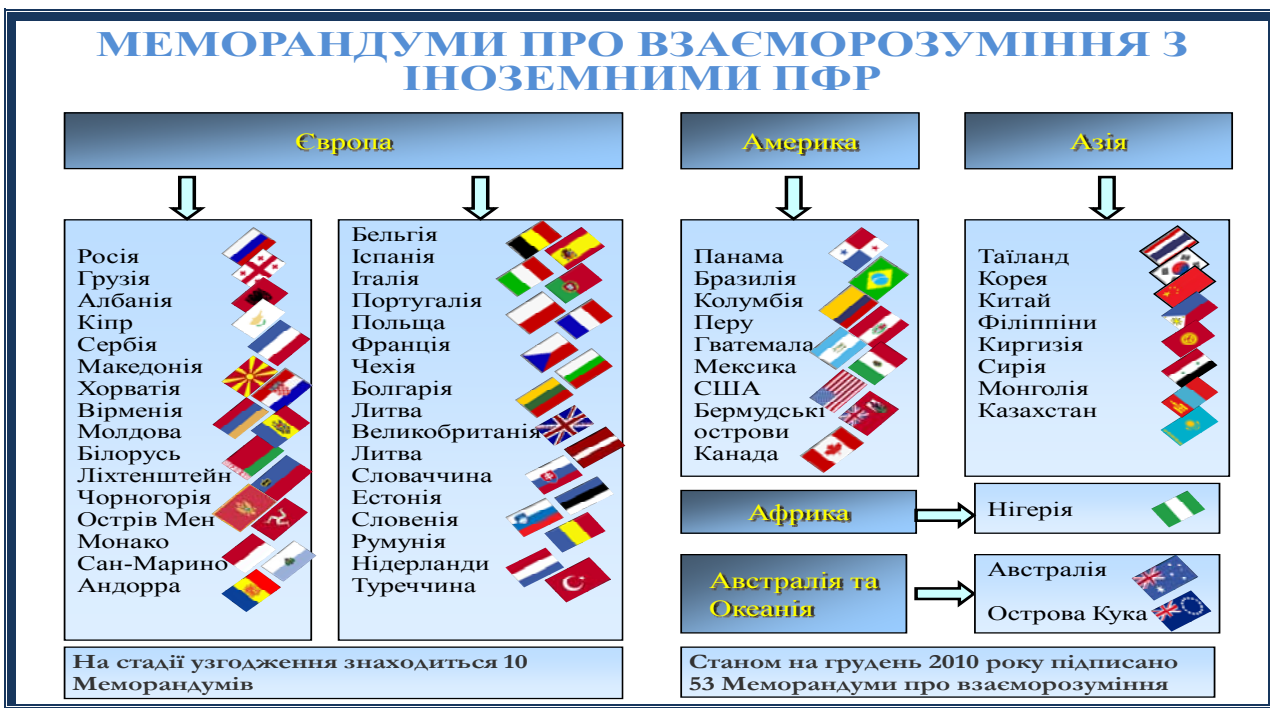 МЕМОРАНДУМИ ПРО ВЗАЄМОРОЗУМІННЯ З
ІНОЗЕМНИМИ ПФР
Європа
Росія
Грузія
Албанія
Кіпр
Сербія
Македонія
Хорватія
Вірменія
Молдова
Білорусь
Ліхтенштейн
Чорногорія
Острів Мен
Монако
Сан-Марино
Андорра
Бельгія
Іспанія
Італія
Португалія
Польща
Франція
Чехія
Болгарія
Литва
Великобританія
Литва
Словаччина
Естонія
Словенія
Румунія
Нідерланди
Туреччина
На стадії узгодження знаходиться 10
Меморандумів
Америка
Панама
Бразилія
Колумбія
Перу
Гватемала
Мексика
США
Бермудські
острови
Канада
Азія
Таїланд
Корея
Китай
Філіппіни
Киргизія
Сирія
Монголія
Казахстан
Африка
Нігерія
Австралія та
Океанія
Австралія
Острова Кука
Станом на грудень 2010 року підписано
53 Меморандуми про взаєморозуміння